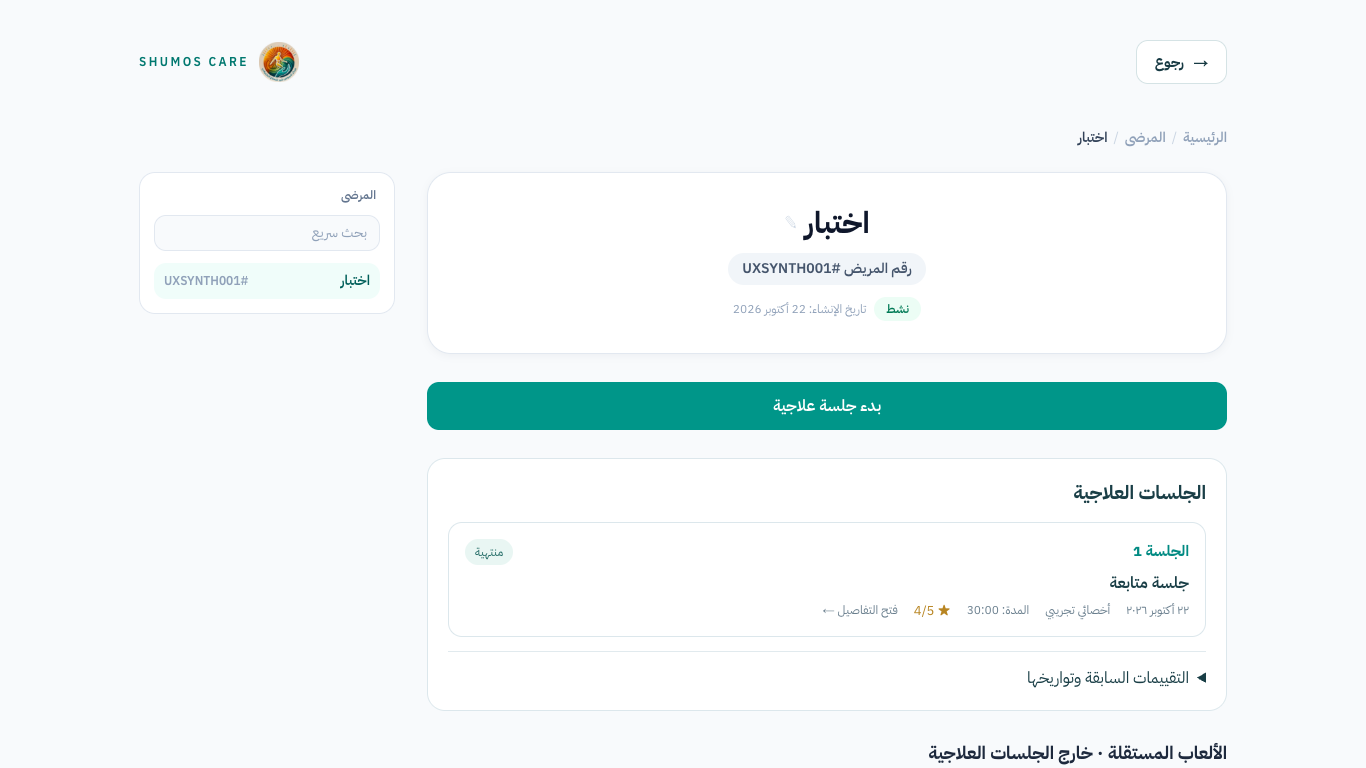 → رجوع
SHUMOS CARE
الرئيسية / المرضى / اختبار
اختبار
رقم المريض #UXSYNTH001
نشط تاريخ الإنشاء: 22 أكتوبر 2026
بدء جلسة علاجية
الجلسات العلاجية
الجلسة 1
منتهية
جلسة متابعة
٢٢ أكتوبر ٢٠٢٦ أخصائي تجريبي المدة: 30:00 ★ 4/5 فتح التفاصيل ←
التقييمات السابقة وتواريخها
الألعاب المستقلة · خارج الجلسات العلاجية
المرضى
بحث سريع
اختبار #UXSYNTH001